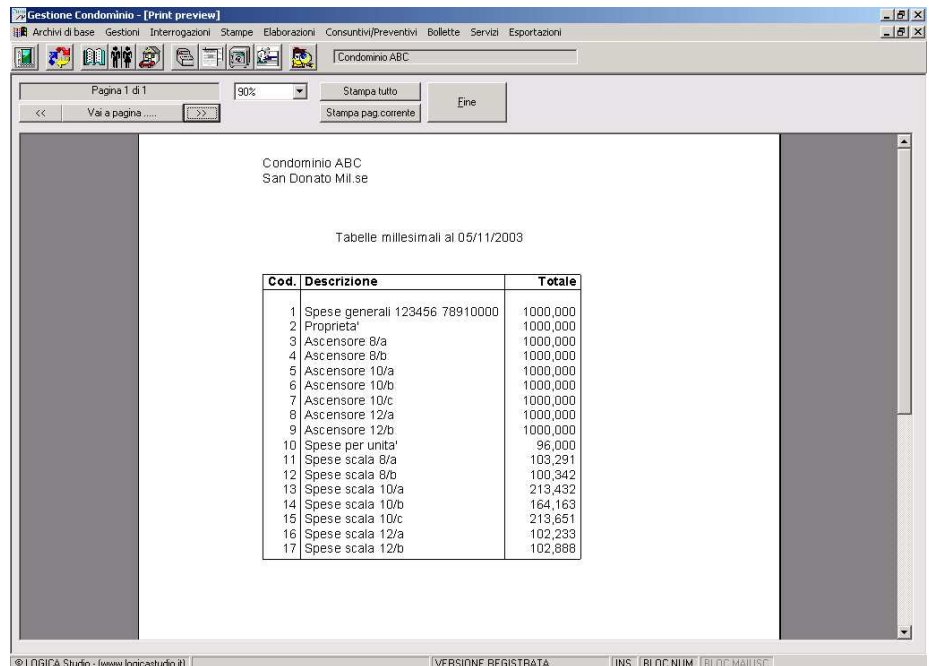 Gestione Condominio - [Print preview]
Archivi di base Gestioni Interrogazioni Stampe Elaborazioni Consuntivi/Preventivi Bollette Servizi Esportazioni
Condominio ABC
Pagina 1 di 1 90% Stampa tutto Fine
<< Vai a pagina ..... >> Stampa pag.corrente
Condominio ABC
San Donato Mil.se
Tabelle millesimali al 05/11/2003
Cod. Descrizione Totale
1 Spese generali 123456 78910000 1000,000
2 Proprieta' 1000,000
3 Ascensore 8/a 1000,000
4 Ascensore 8/b 1000,000
5 Ascensore 10/a 1000,000
6 Ascensore 10/b 1000,000
7 Ascensore 10/c 1000,000
8 Ascensore 12/a 1000,000
9 Ascensore 12/b 1000,000
10 Spese per unita' 96,000
11 Spese scala 8/a 103,291
12 Spese scala 8/b 100,342
13 Spese scala 10/a 213,432
14 Spese scala 10/b 164,163
15 Spese scala 10/c 213,651
16 Spese scala 12/a 102,233
17 Spese scala 12/b 102,888
© LOGICA Studio - (www.logicastudio.it) VERSIONE REGISTRATA INS BLOC NUM BLOC MAIUSC